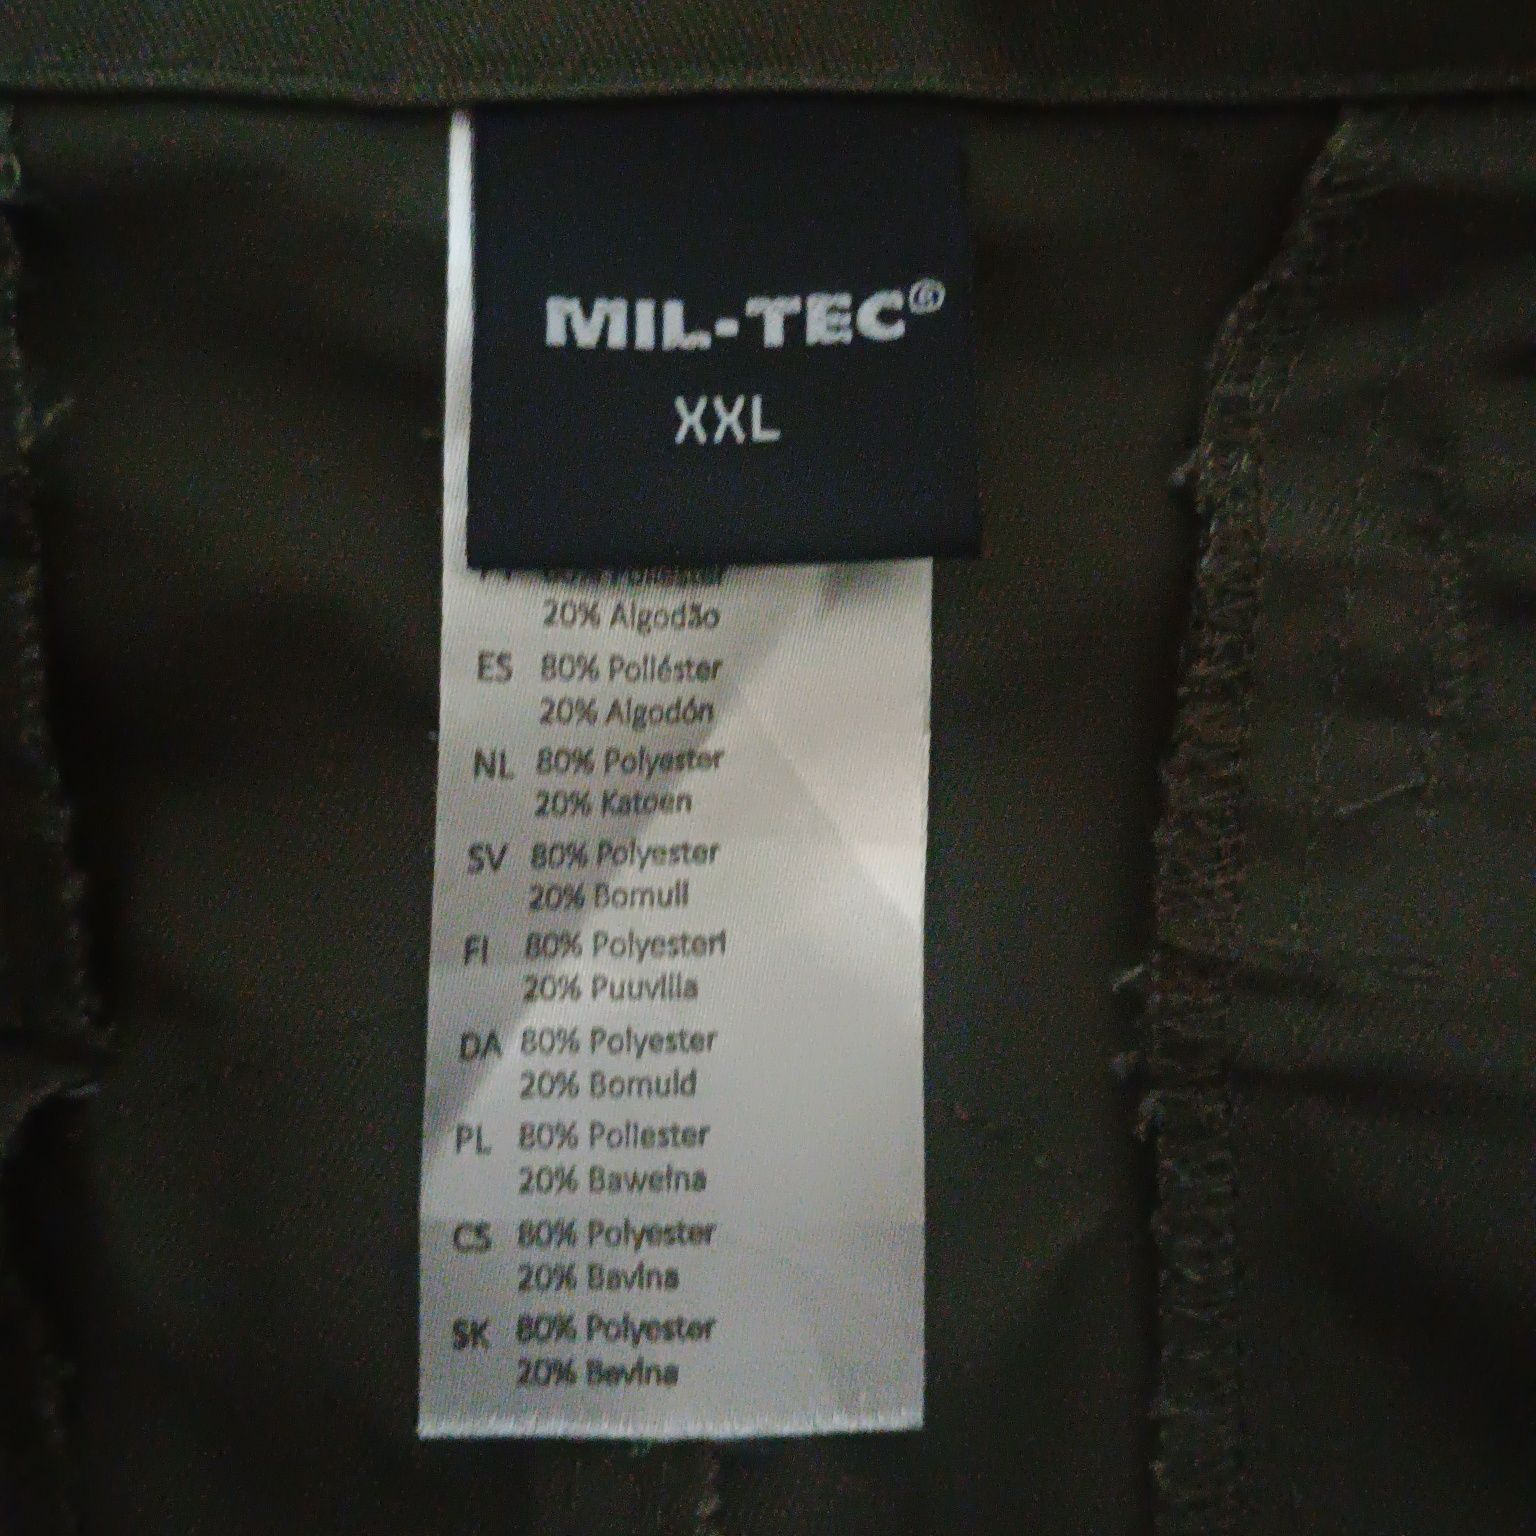 MIL-TEC®
XXL
20% Algodão
ES 80% Poliéster
20% Algodón
NL 80% Polyester
20% Katoen
SV 80% Polyester
20% Bomull
FI 80% Polyesteri
20% Puuvilla
DA 80% Polyester
20% Bomuld
PL 80% Poliester
20% Bawełna
CS 80% Polyester
20% Bavlna
SK 80% Polyester
20% Bavlna